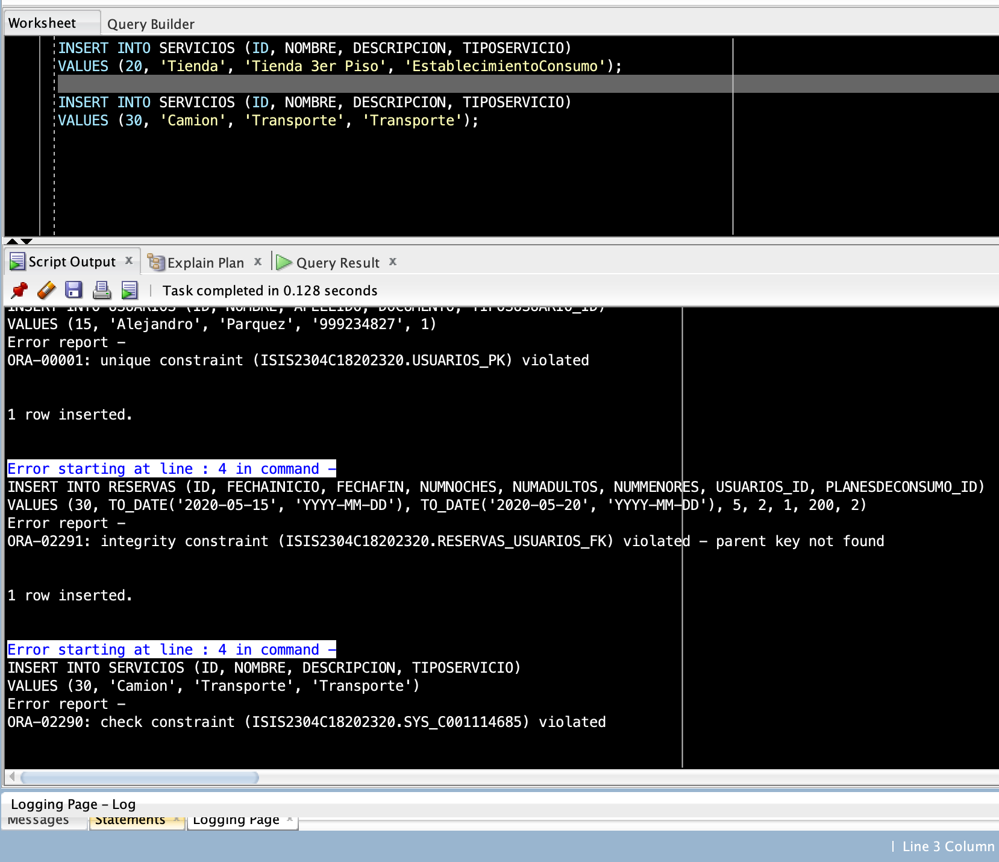 Worksheet
Query Builder
INSERT INTO SERVICIOS (ID, NOMBRE, DESCRIPCION, TIPOSERVICIO)
VALUES (20, 'Tienda', 'Tienda 3er Piso', 'EstablecimientoConsumo');
INSERT INTO SERVICIOS (ID, NOMBRE, DESCRIPCION, TIPOSERVICIO)
VALUES (30, 'Camion', 'Transporte', 'Transporte');
Script Output x
Explain Plan x
Query Result x
Task completed in 0.128 seconds
INSERT INTO USUARIOS (ID, NOMBRE, APELLIDO, DOCUMENTO, TIPOSUSUARIO_ID)
VALUES (15, 'Alejandro', 'Parquez', '999234827', 1)
Error report -
ORA-00001: unique constraint (ISIS2304C18202320.USUARIOS_PK) violated
1 row inserted.
Error starting at line : 4 in command -
INSERT INTO RESERVAS (ID, FECHAINICIO, FECHAFIN, NUMNOCHES, NUMADULTOS, NUMMENORES, USUARIOS_ID, PLANESDECONSUMO_ID)
VALUES (30, TO_DATE('2020-05-15', 'YYYY-MM-DD'), TO_DATE('2020-05-20', 'YYYY-MM-DD'), 5, 2, 1, 200, 2)
Error report -
ORA-02291: integrity constraint (ISIS2304C18202320.RESERVAS_USUARIOS_FK) violated - parent key not found
1 row inserted.
Error starting at line : 4 in command -
INSERT INTO SERVICIOS (ID, NOMBRE, DESCRIPCION, TIPOSERVICIO)
VALUES (30, 'Camion', 'Transporte', 'Transporte')
Error report -
ORA-02290: check constraint (ISIS2304C18202320.SYS_C001114685) violated
Logging Page - Log
Messages
Statements x
Logging Page x
| Line 3 Column